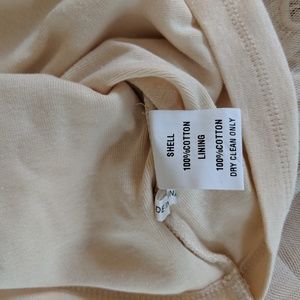 SHELL
100%COTTON
LINING
100%COTTON
DRY CLEAN ONLY